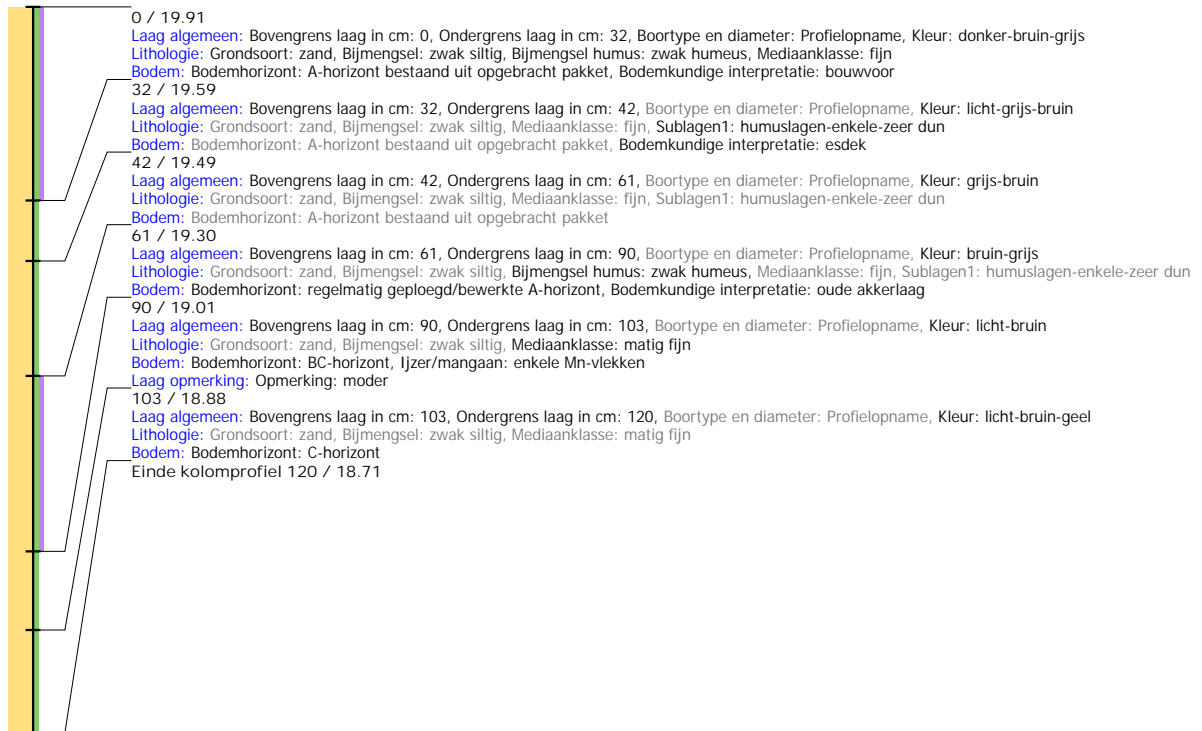 0 / 19.91
Laag algemeen: Bovengrens laag in cm: 0, Ondergrens laag in cm: 32, Boortype en diameter: Profielopname, Kleur: donker-bruin-grijs
Lithologie: Grondsoort: zand, Bijmengsel: zwak siltig, Bijmengsel humus: zwak humeus, Mediaanklasse: fijn
Bodem: Bodemhorizont: A-horizont bestaand uit opgebracht pakket, Bodemkundige interpretatie: bouwvoor
32 / 19.59
Laag algemeen: Bovengrens laag in cm: 32, Ondergrens laag in cm: 42, Boortype en diameter: Profielopname, Kleur: licht-grijs-bruin
Lithologie: Grondsoort: zand, Bijmengsel: zwak siltig, Mediaanklasse: fijn, Sublagen1: humuslagen-enkele-zeer dun
Bodem: Bodemhorizont: A-horizont bestaand uit opgebracht pakket, Bodemkundige interpretatie: esdek
42 / 19.49
Laag algemeen: Bovengrens laag in cm: 42, Ondergrens laag in cm: 61, Boortype en diameter: Profielopname, Kleur: grijs-bruin
Lithologie: Grondsoort: zand, Bijmengsel: zwak siltig, Mediaanklasse: fijn, Sublagen1: humuslagen-enkele-zeer dun
Bodem: Bodemhorizont: A-horizont bestaand uit opgebracht pakket
61 / 19.30
Laag algemeen: Bovengrens laag in cm: 61, Ondergrens laag in cm: 90, Boortype en diameter: Profielopname, Kleur: bruin-grijs
Lithologie: Grondsoort: zand, Bijmengsel: zwak siltig, Bijmengsel humus: zwak humeus, Mediaanklasse: fijn, Sublagen1: humuslagen-enkele-zeer dun
Bodem: Bodemhorizont: regelmatig geploegd/bewerkte A-horizont, Bodemkundige interpretatie: oude akkerlaag
90 / 19.01
Laag algemeen: Bovengrens laag in cm: 90, Ondergrens laag in cm: 103, Boortype en diameter: Profielopname, Kleur: licht-bruin
Lithologie: Grondsoort: zand, Bijmengsel: zwak siltig, Mediaanklasse: matig fijn
Bodem: Bodemhorizont: BC-horizont, Ijzer/mangaan: enkele Mn-vlekken
Laag opmerking: Opmerking: moder
103 / 18.88
Laag algemeen: Bovengrens laag in cm: 103, Ondergrens laag in cm: 120, Boortype en diameter: Profielopname, Kleur: licht-bruin-geel
Lithologie: Grondsoort: zand, Bijmengsel: zwak siltig, Mediaanklasse: matig fijn
Bodem: Bodemhorizont: C-horizont
Einde kolomprofiel 120 / 18.71